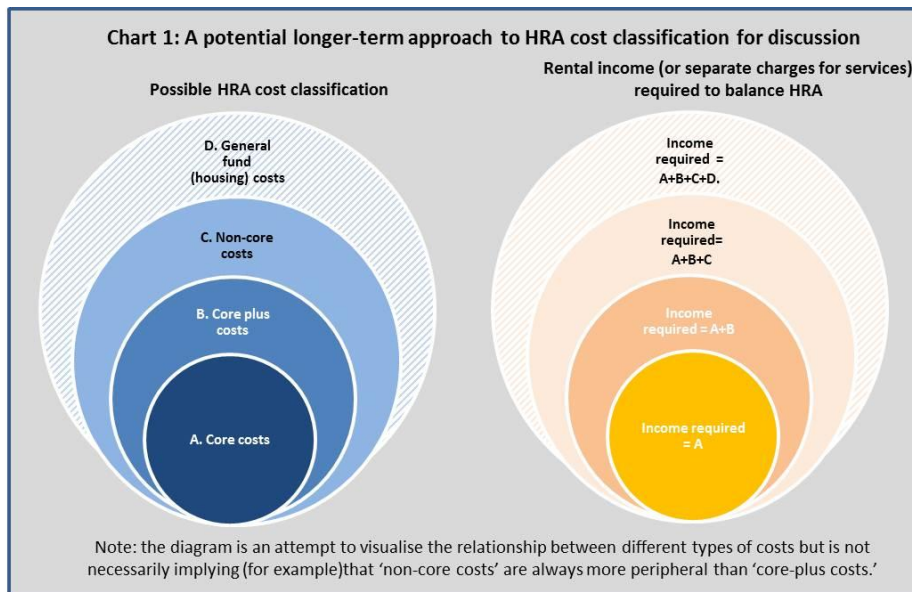 Chart 1: A potential longer-term approach to HRA cost classification for discussion
Possible HRA cost classification
D. General
fund
(housing) costs
C. Non-core
costs
B. Core plus
costs
A. Core costs
Rental income (or separate charges for services)
required to balance HRA
Income
required =
A+B+C+D.
Income
required=
A+B+C
Income
required = A+B
Income required
= A
Note: the diagram is an attempt to visualise the relationship between different types of costs but is not
necessarily implying (for example)that ‘non-core costs’ are always more peripheral than ‘core-plus costs.’